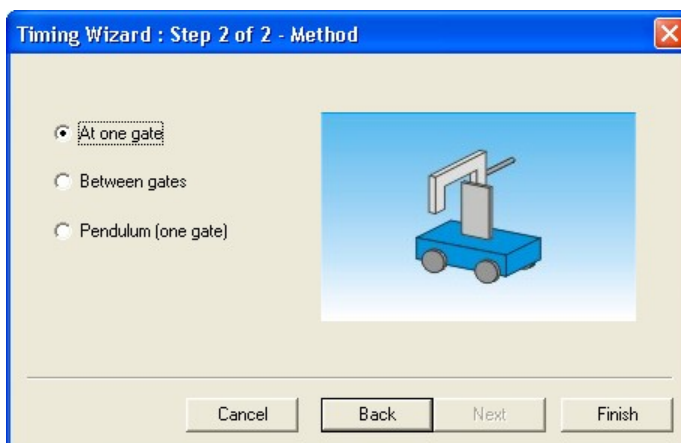 Timing Wizard : Step 2 of 2 - Method
At one gate
Between gates
Pendulum (one gate)
Cancel Back Next Finish